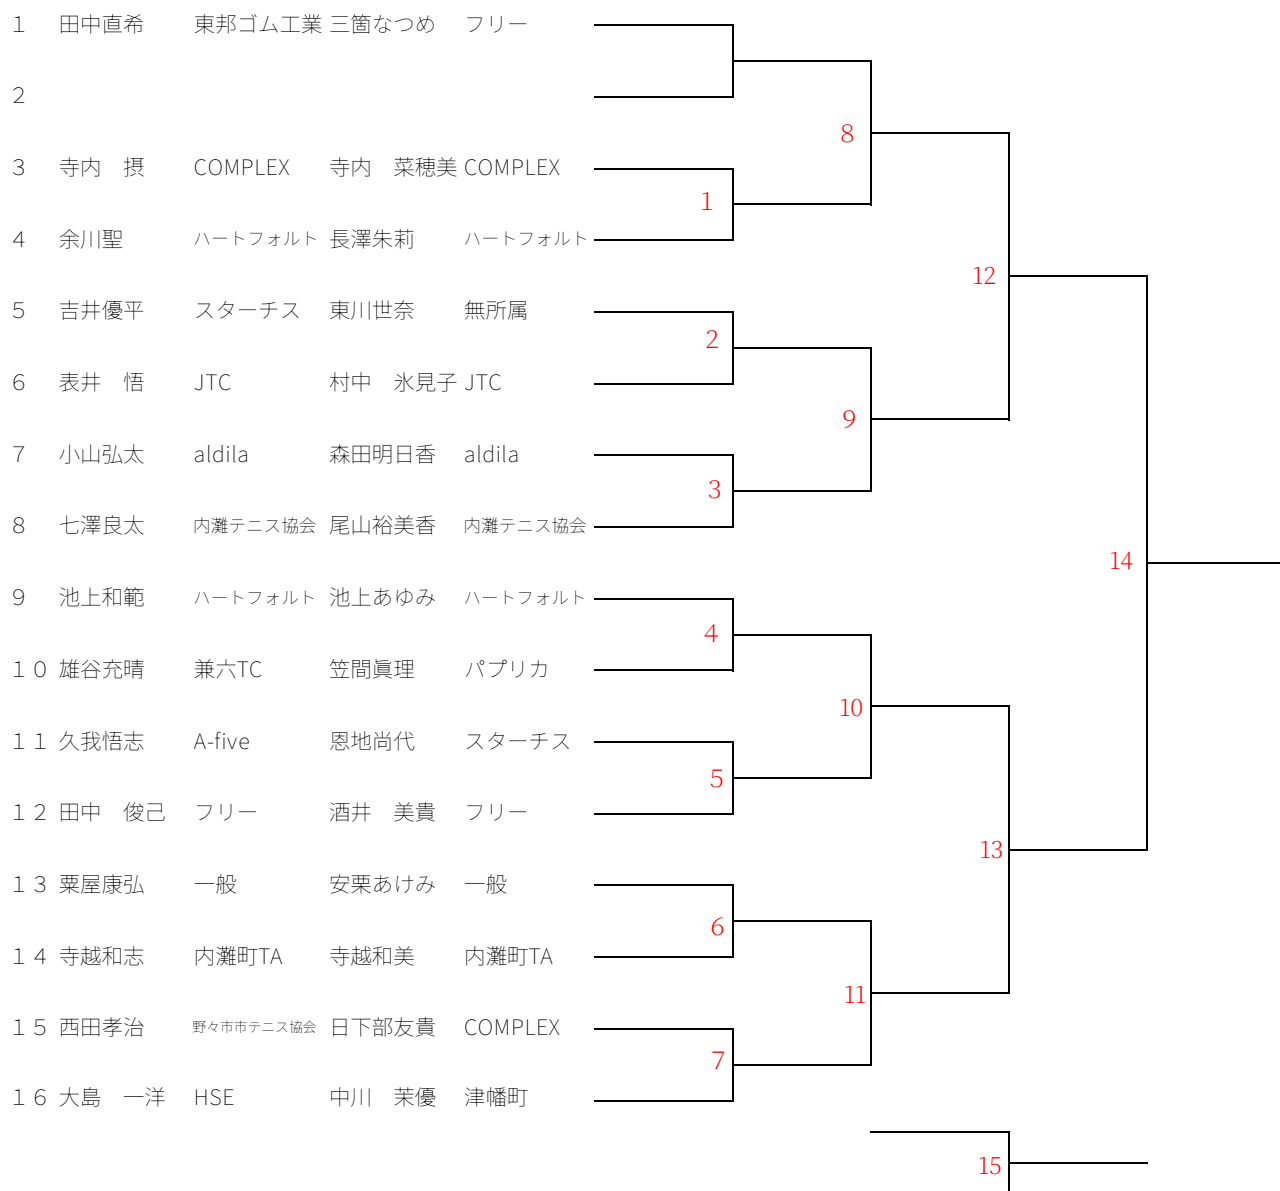 １ 田中直希 東邦ゴム工業 三箇なつめ フリー
２
8
３ 寺内　摂 COMPLEX 寺内　菜穂美 COMPLEX
1
４ 余川聖 ハートフォルト 長澤朱莉 ハートフォルト
12
５ 吉井優平 スターチス 東川世奈 無所属
2
６ 表井　悟 JTC 村中　氷見子 JTC
9
７ 小山弘太 aldila 森田明日香 aldila
3
８ 七澤良太 内灘テニス協会 尾山裕美香 内灘テニス協会
14
９ 池上和範 ハートフォルト 池上あゆみ ハートフォルト
4
１０ 雄谷充晴 兼六TC 笠間眞理 パプリカ
10
１１ 久我悟志 A-five 恩地尚代 スターチス
5
１２ 田中　俊己 フリー 酒井　美貴 フリー
13
１３ 粟屋康弘 一般 安栗あけみ 一般
6
１４ 寺越和志 内灘町TA 寺越和美 内灘町TA
11
１５ 西田孝治 野々市市テニス協会 日下部友貴 COMPLEX
7
１６ 大島　一洋 HSE 中川　茉優 津幡町
15